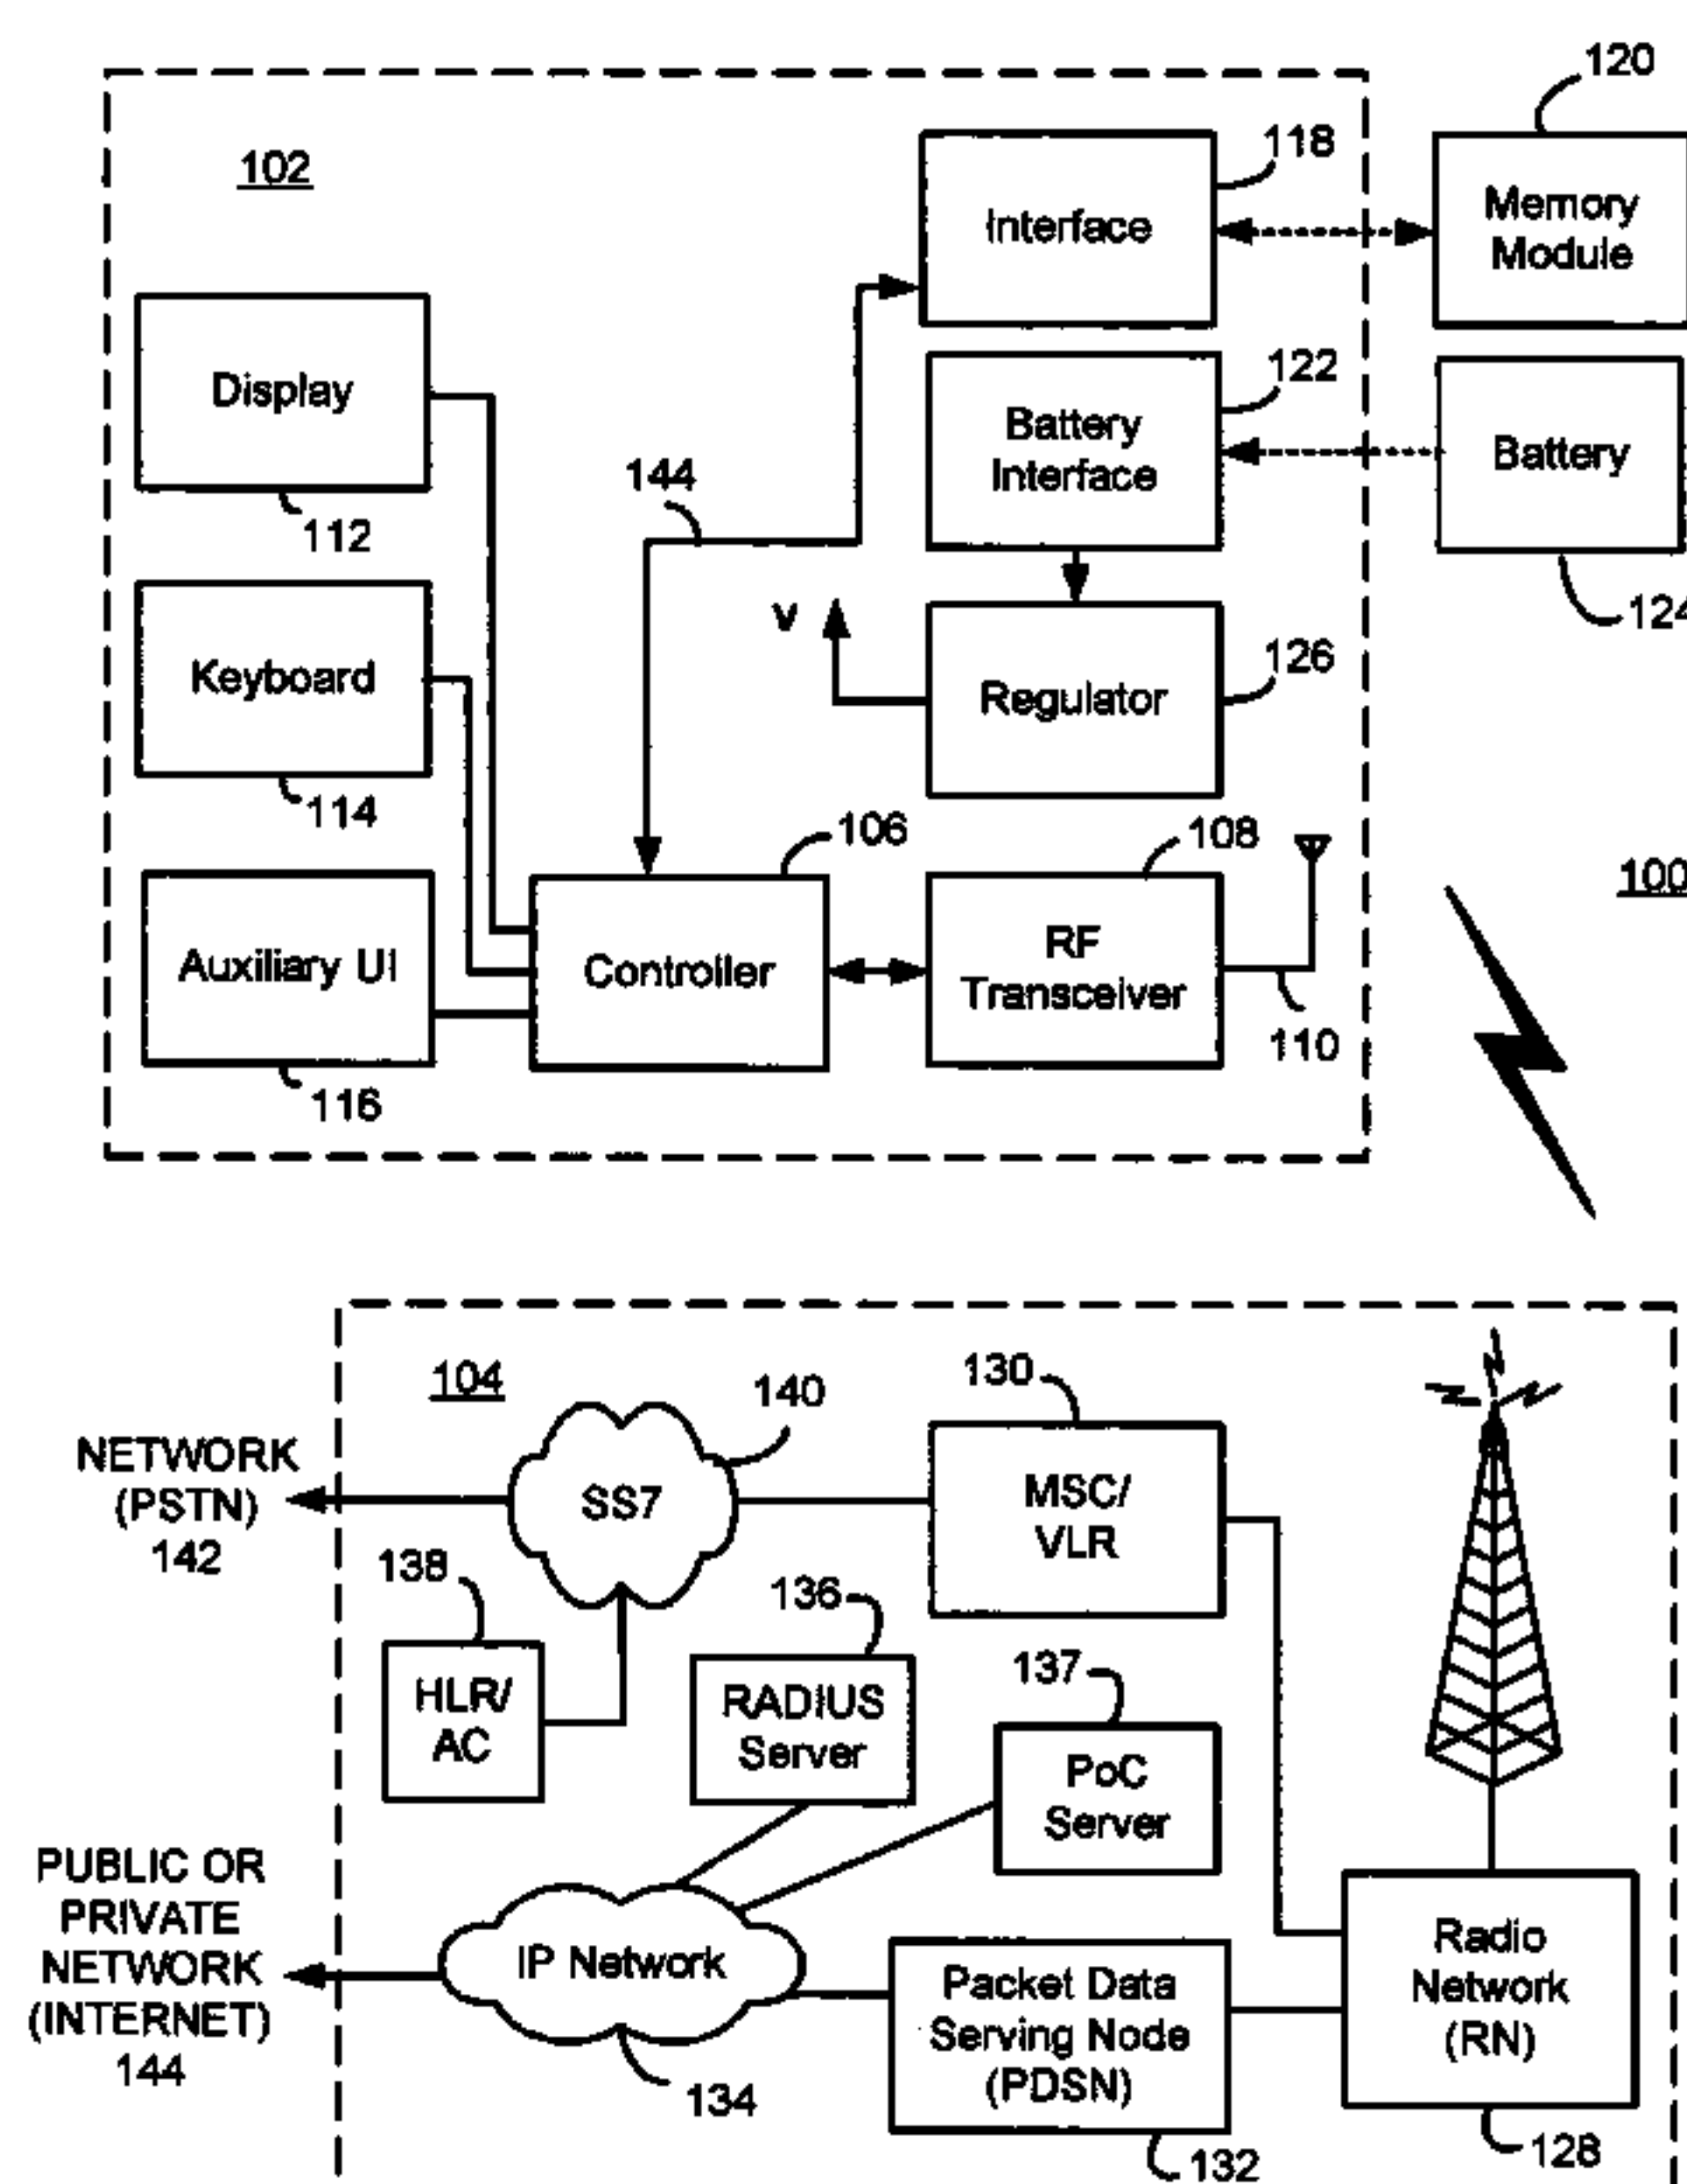 120
118
102
Interface
Memory
Module
122
Display
Battery
Interface
Battery
144
112
124
V
126
Keyboard
Regulator
114
106
108
100
Auxiliary UI
Controller
RF
Transceiver
110
116
104
140
130
NETWORK
(PSTN)
142
SS7
MSC/
VLR
138
136
HLR/
AC
RADIUS
Server
137
PoC
Server
PUBLIC OR
PRIVATE
NETWORK
(INTERNET)
144
IP Network
Packet Data
Serving Node
(PDSN)
Radio
Network
(RN)
134
132
128